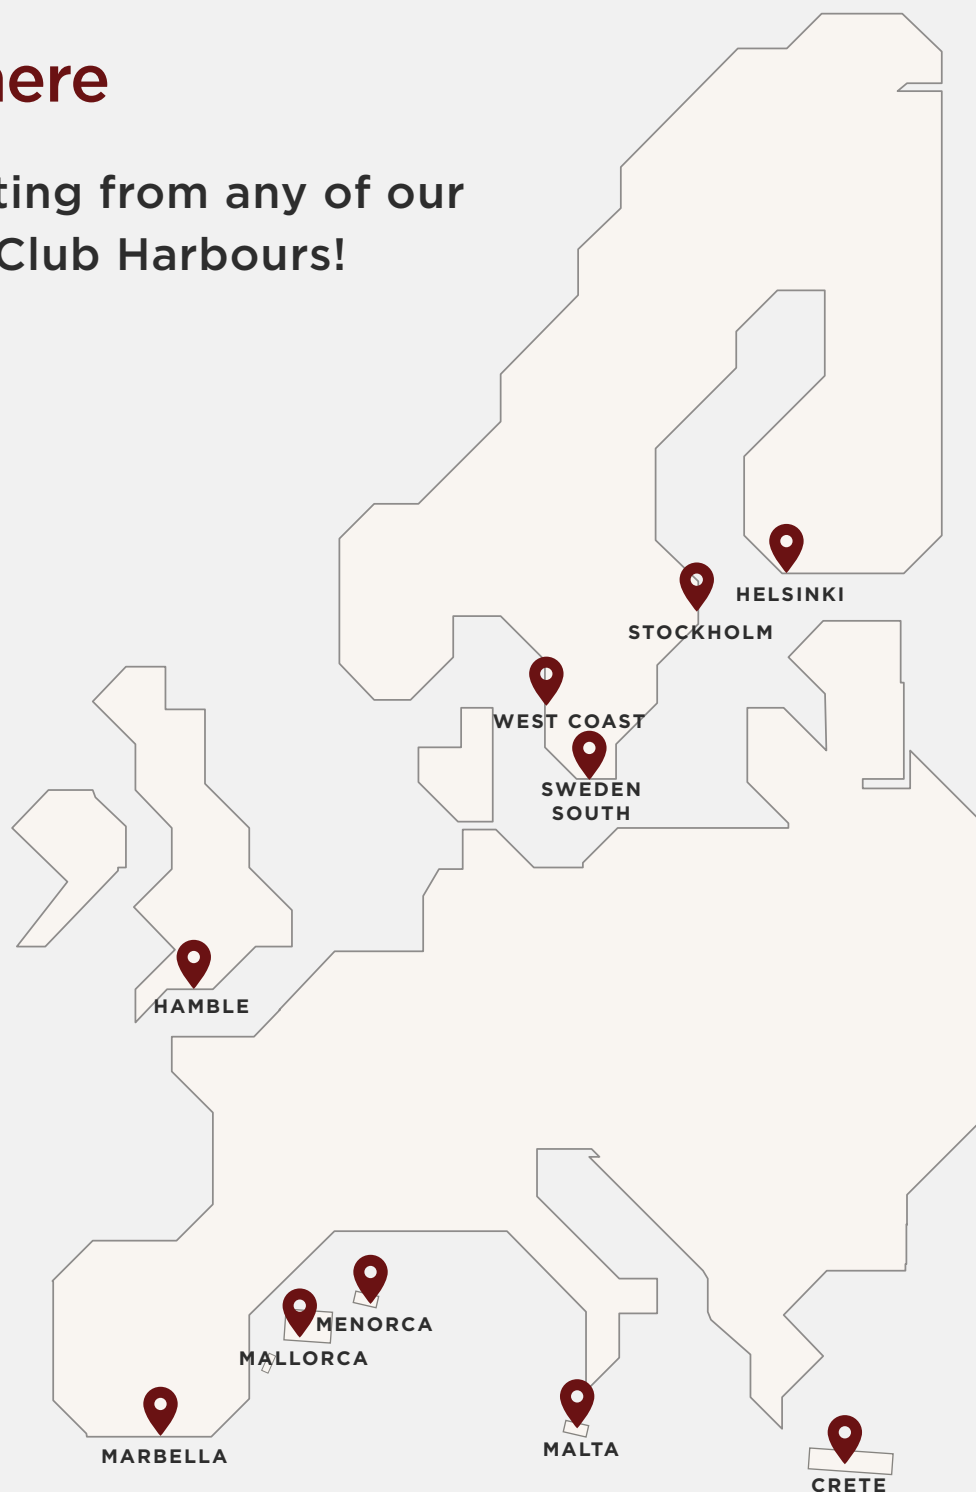 here
ting from any of our
Club Harbours!
HELSINKI
STOCKHOLM
WEST COAST
SWEDEN
SOUTH
HAMBLE
MENORCA
MALLORCA
MARBELLA
MALTA
CRETE